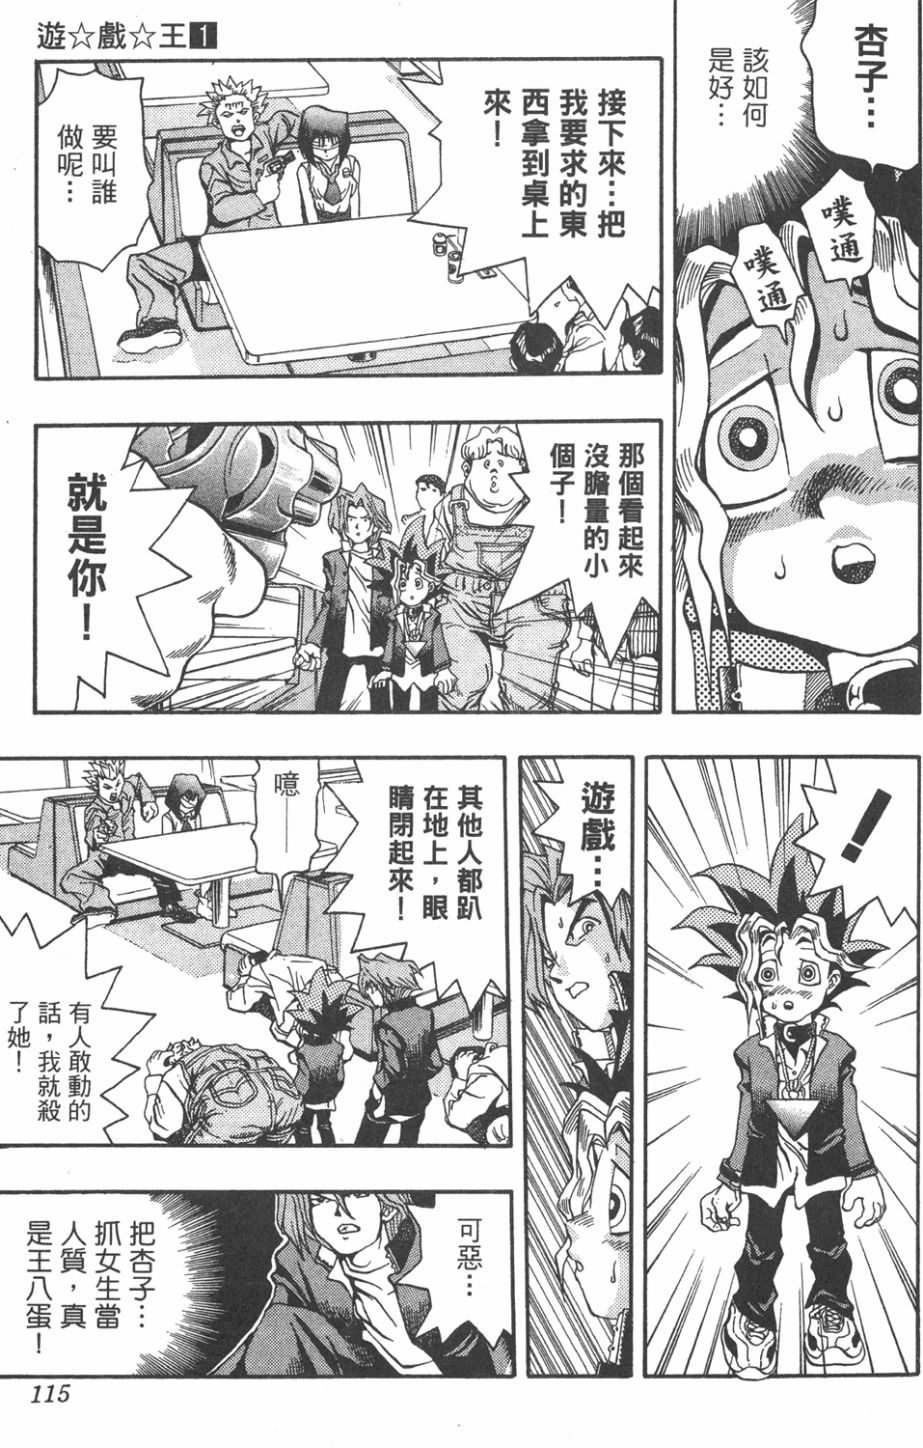 遊☆戲☆王1
杏子…
該如何
是好…
噗通
噗通
接下來…把
我要求的東
西拿到桌上
來！
要叫誰
做呢…
那個看起來
沒膽量的小
個子！
就是你！
！
遊戲…
其他人都趴
在地上，眼
睛閉起來！
噫
有人敢動的
話，我就殺
了她！
可惡…
把杏子…
抓女生當
人質，真
是王八蛋！
115